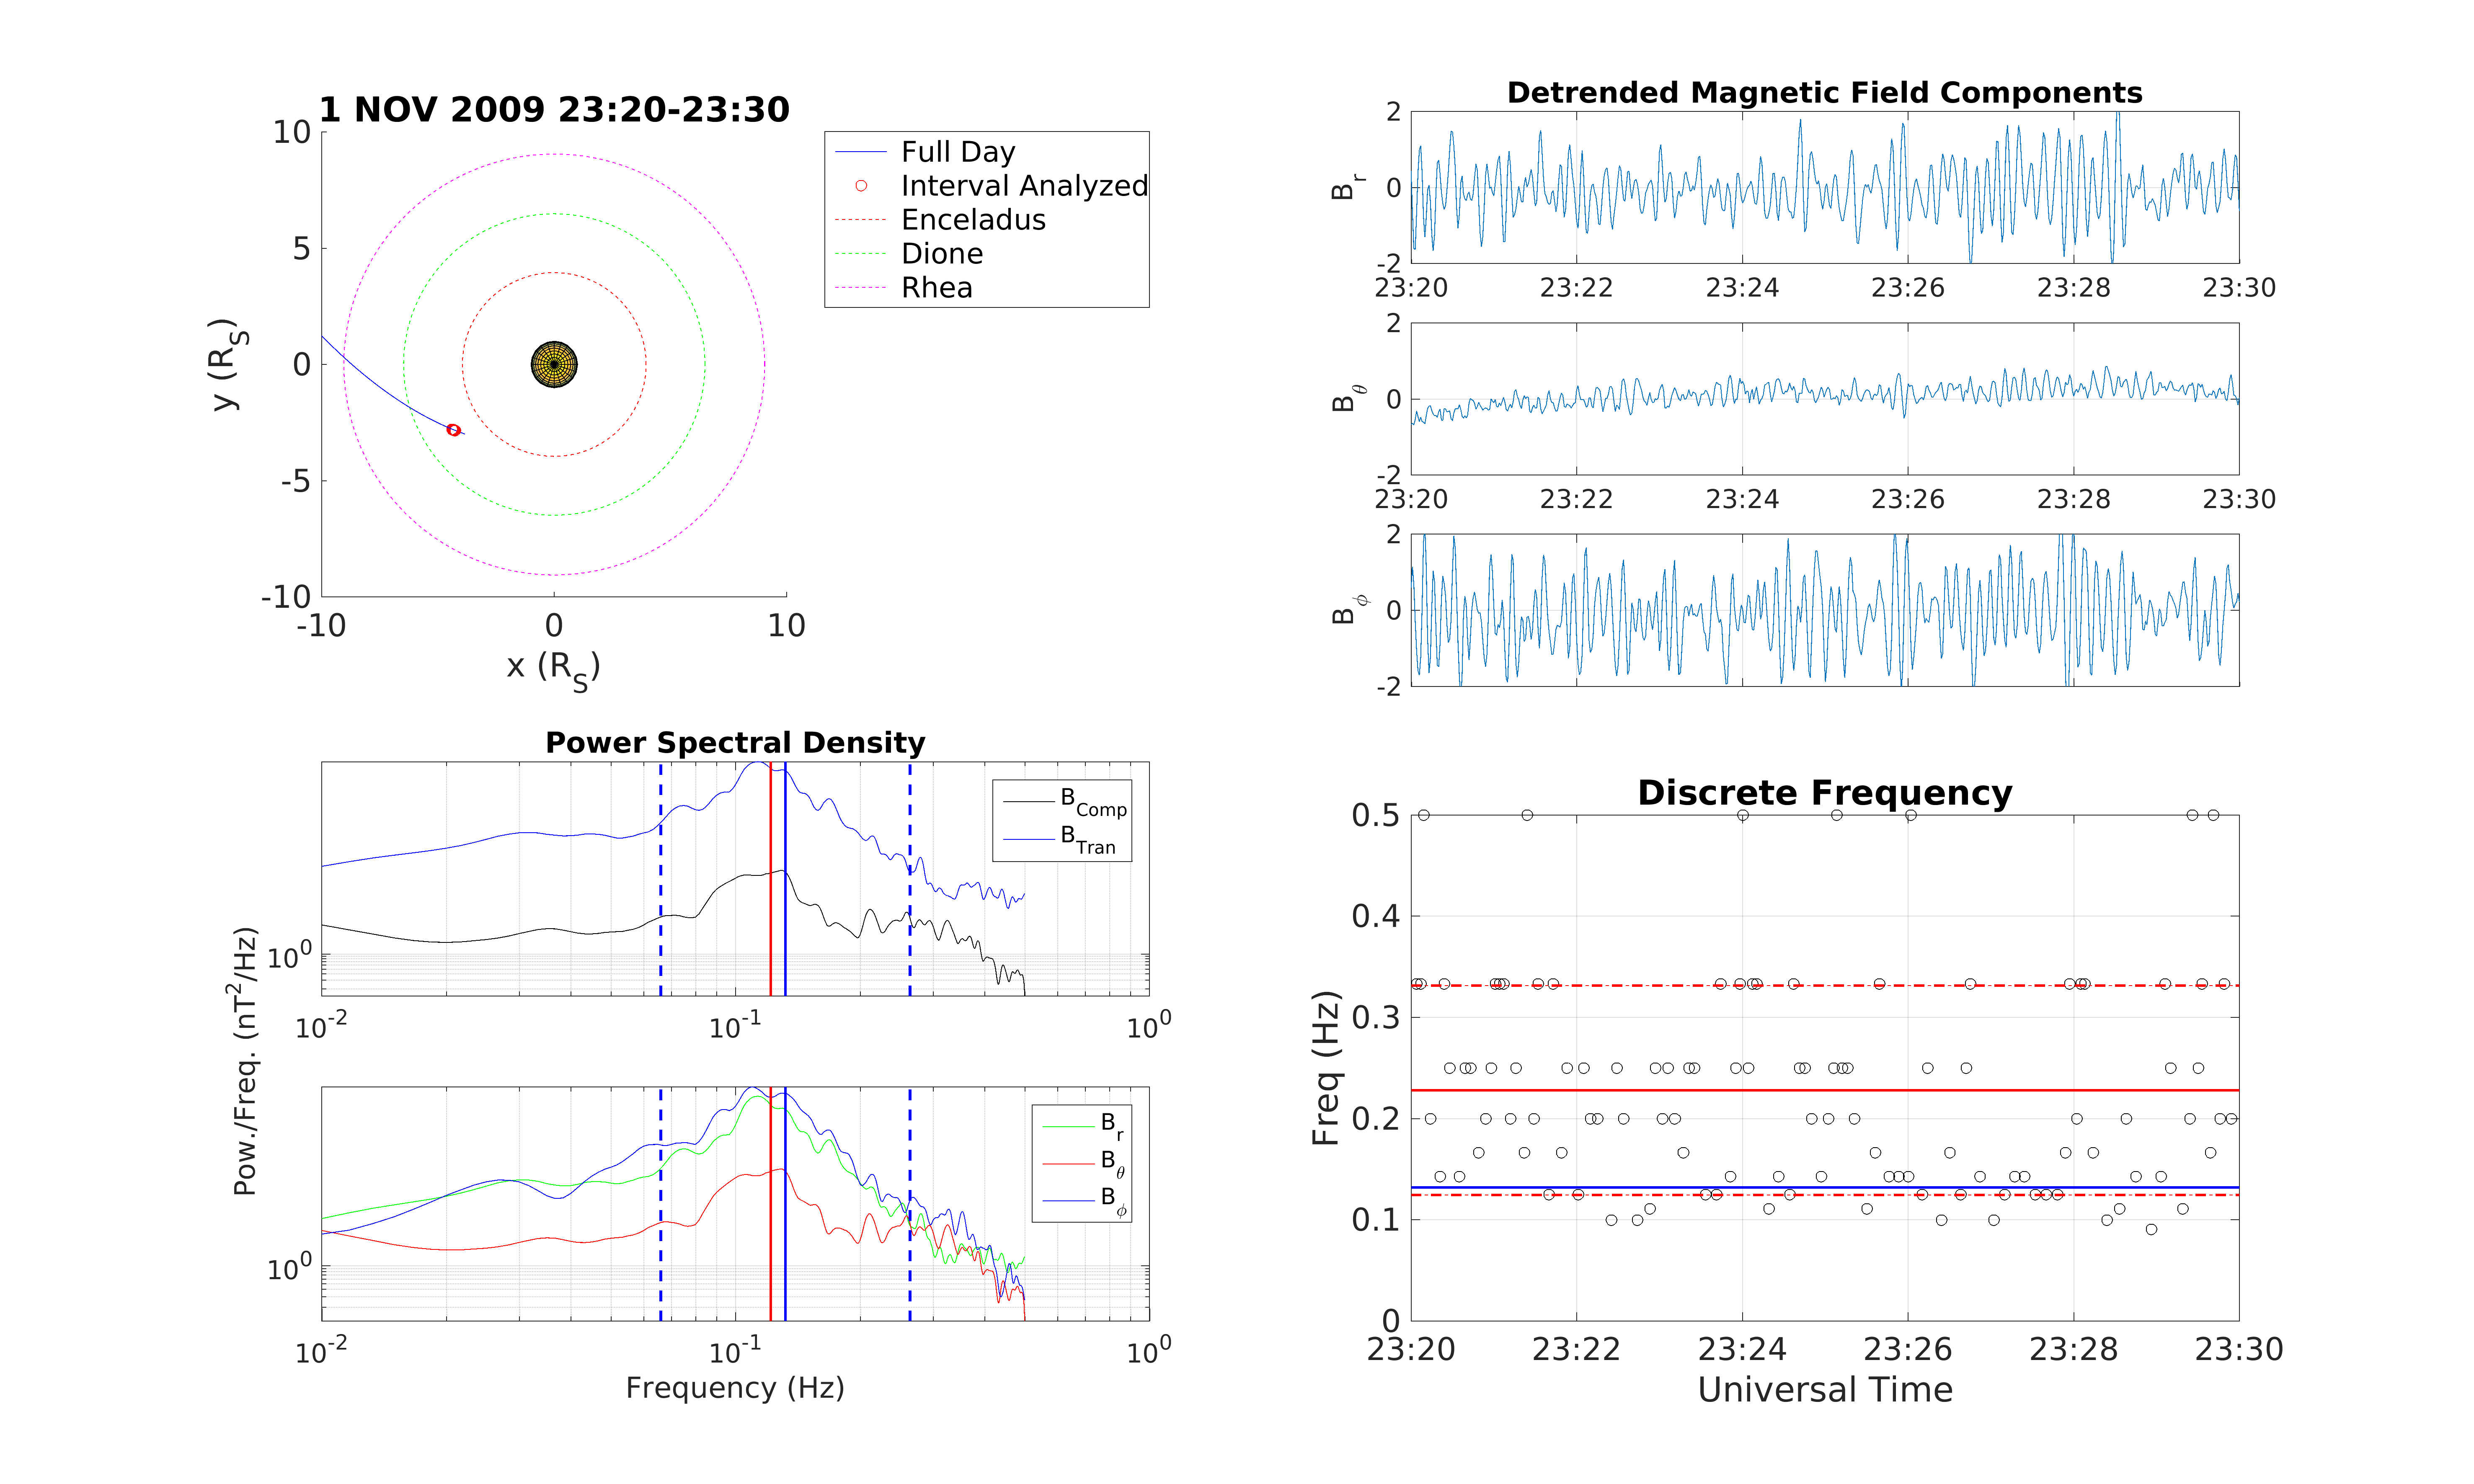 1 NOV 2009 23:20-23:30
10
5
0
-5
-10
-10 0 10
y (R_S)
x (R_S)
Full Day
Interval Analyzed
Enceladus
Dione
Rhea
Detrended Magnetic Field Components
2
0
-2
B_r
23:20 23:22 23:24 23:26 23:28 23:30
2
0
-2
B_θ
23:20 23:22 23:24 23:26 23:28 23:30
2
0
-2
B_ϕ
Power Spectral Density
B_Comp
B_Tran
10^0
10^-2 10^-1 10^0
Pow./Freq. (nT^2/Hz)
B_r
B_θ
B_ϕ
10^0
10^-2 10^-1 10^0
Frequency (Hz)
Discrete Frequency
0.5
0.4
0.3
0.2
0.1
0
Freq (Hz)
23:20 23:22 23:24 23:26 23:28 23:30
Universal Time